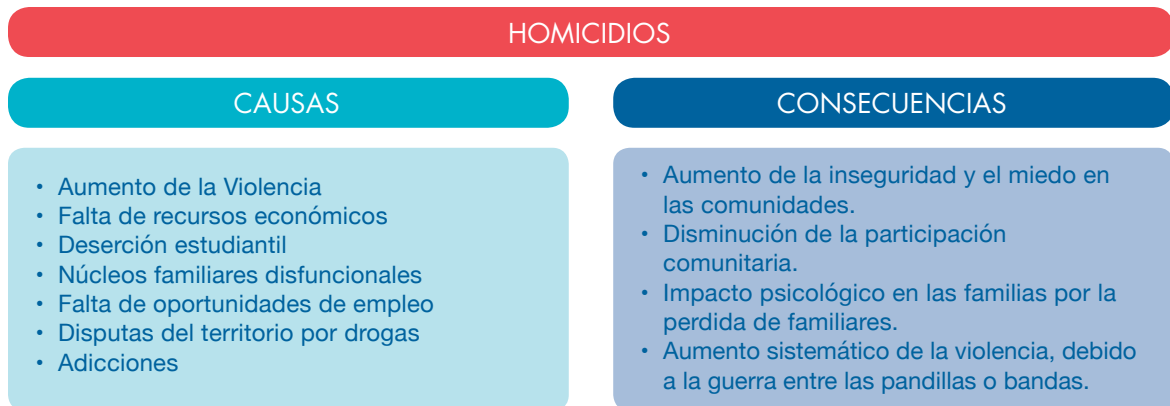 HOMICIDIOS
CAUSAS
• Aumento de la Violencia
• Falta de recursos económicos
• Deserción estudiantil
• Núcleos familiares disfuncionales
• Falta de oportunidades de empleo
• Disputas del territorio por drogas
• Adicciones
CONSECUENCIAS
• Aumento de la inseguridad y el miedo en
las comunidades.
• Disminución de la participación
comunitaria.
• Impacto psicológico en las familias por la
perdida de familiares.
• Aumento sistemático de la violencia, debido
a la guerra entre las pandillas o bandas.